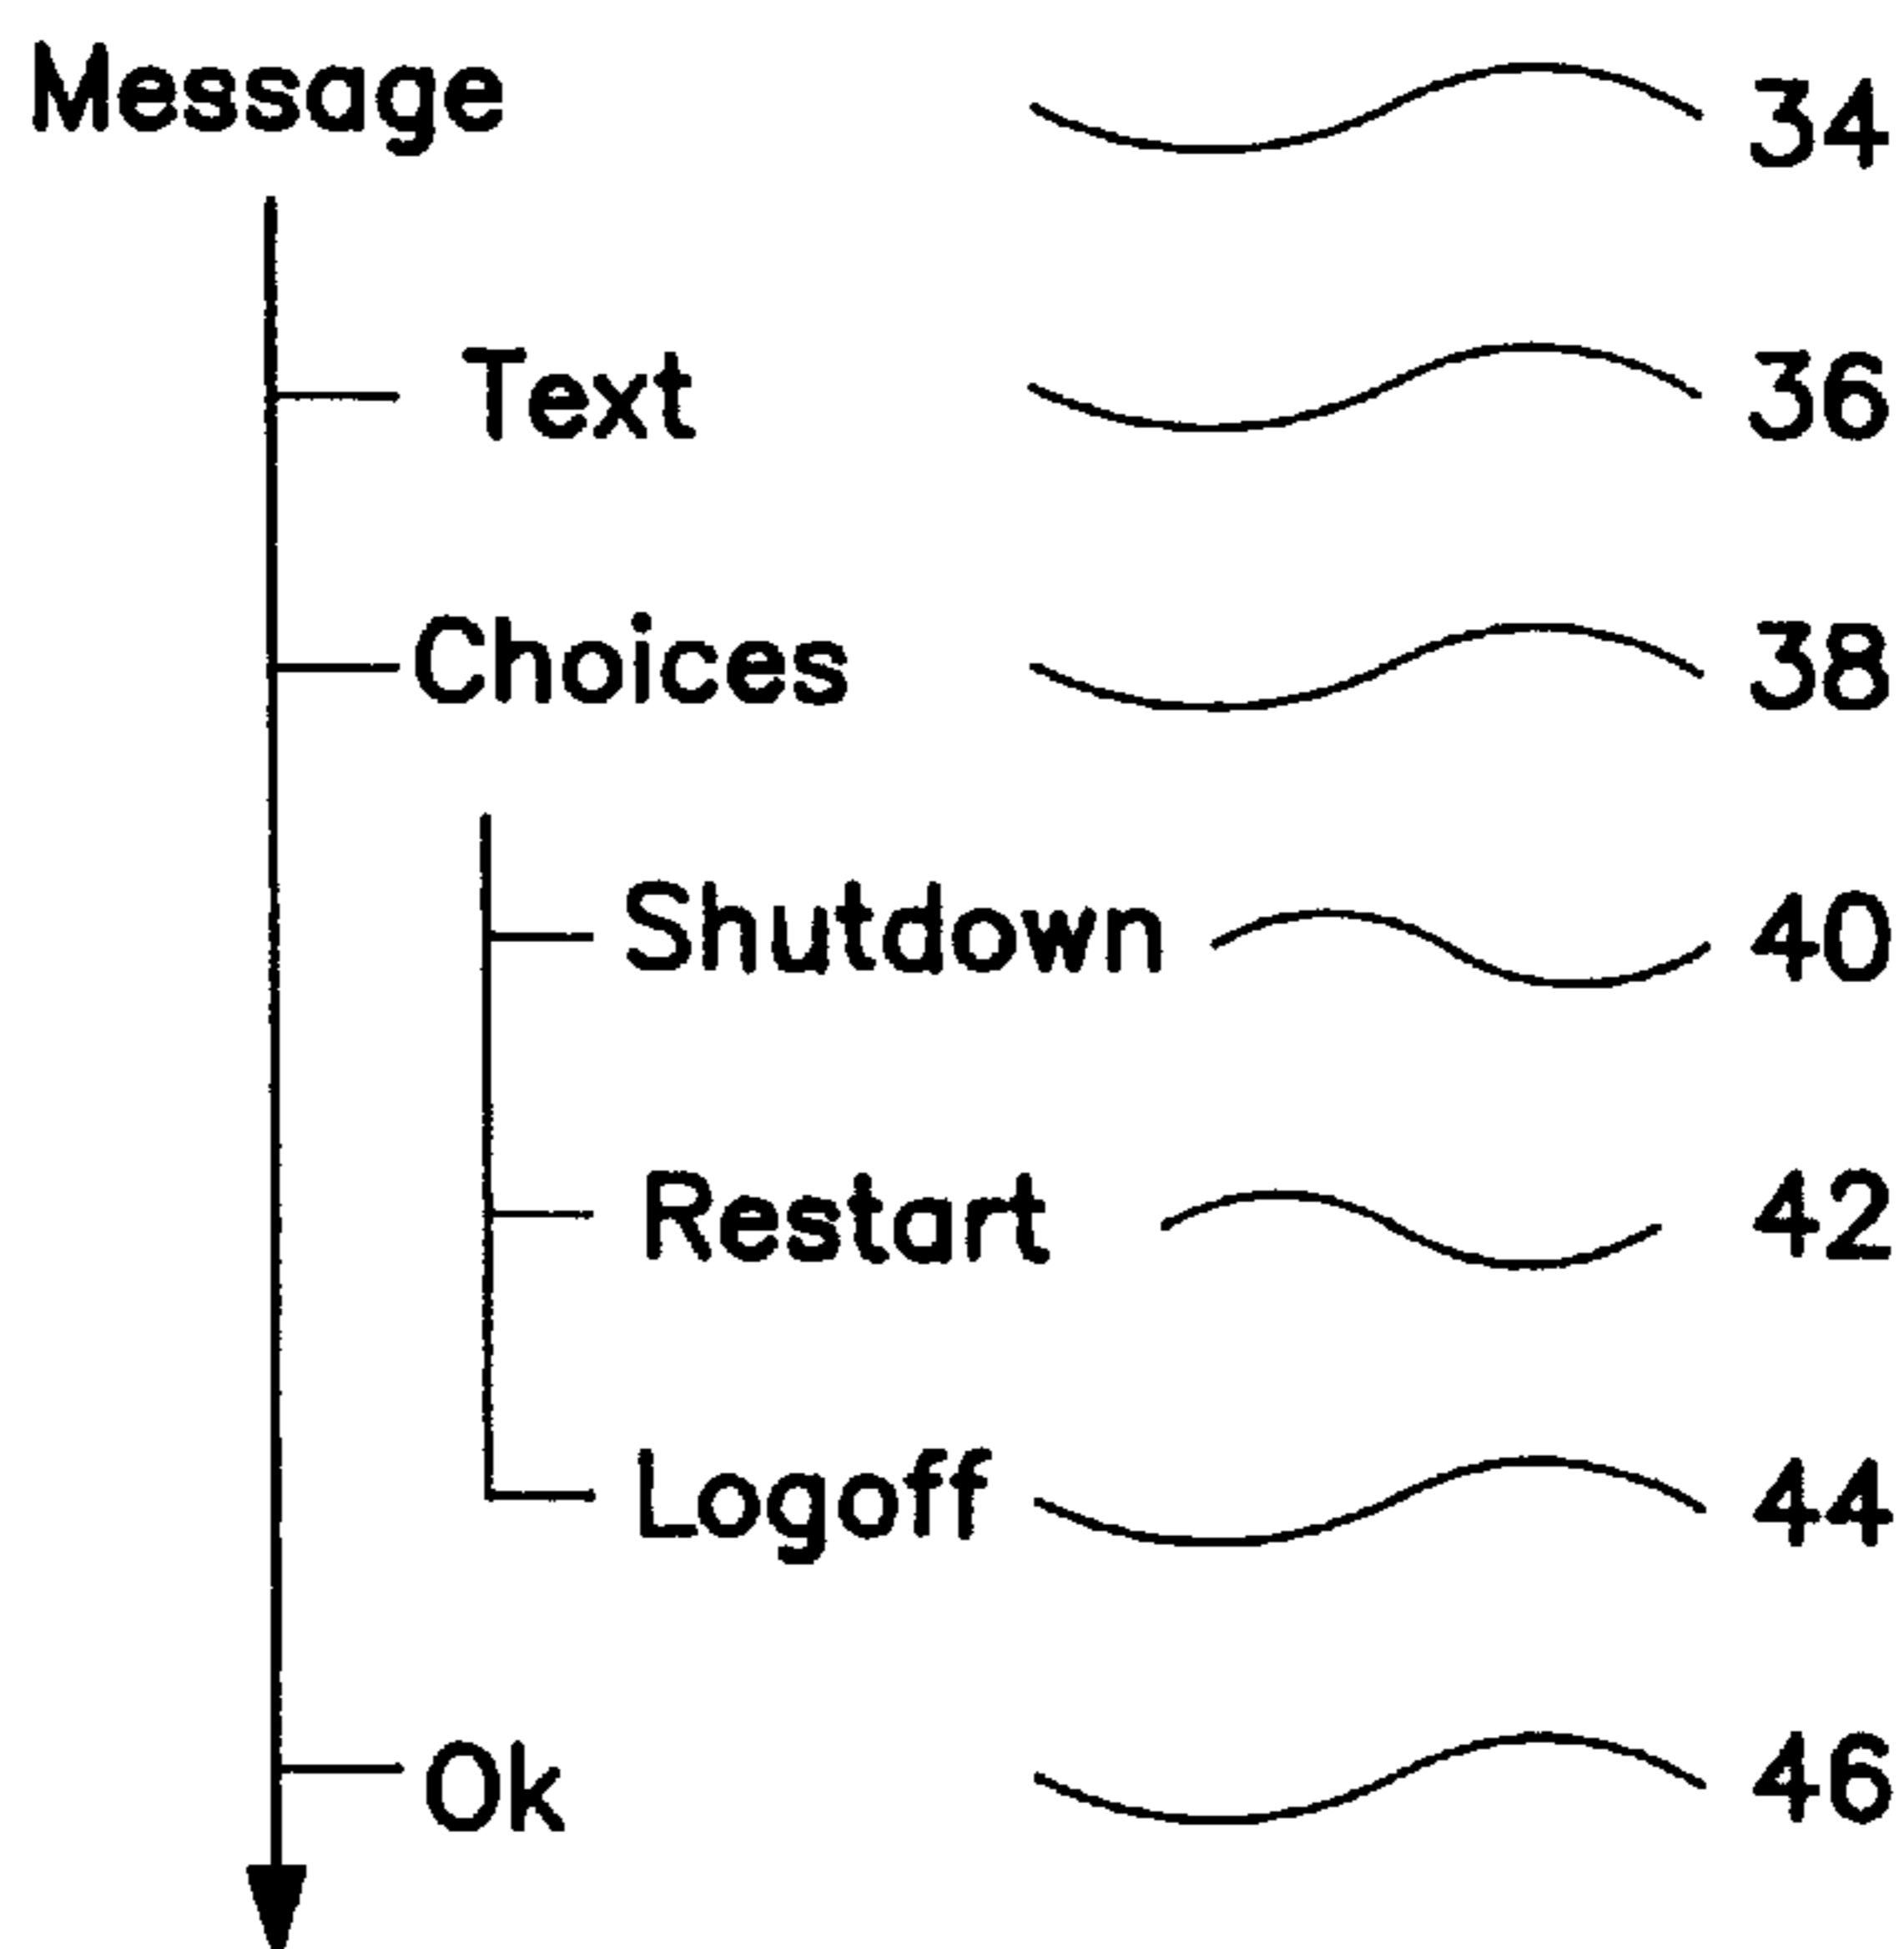 Message 34
Text 36
Choices 38
Shutdown 40
Restart 42
Logoff 44
Ok 46